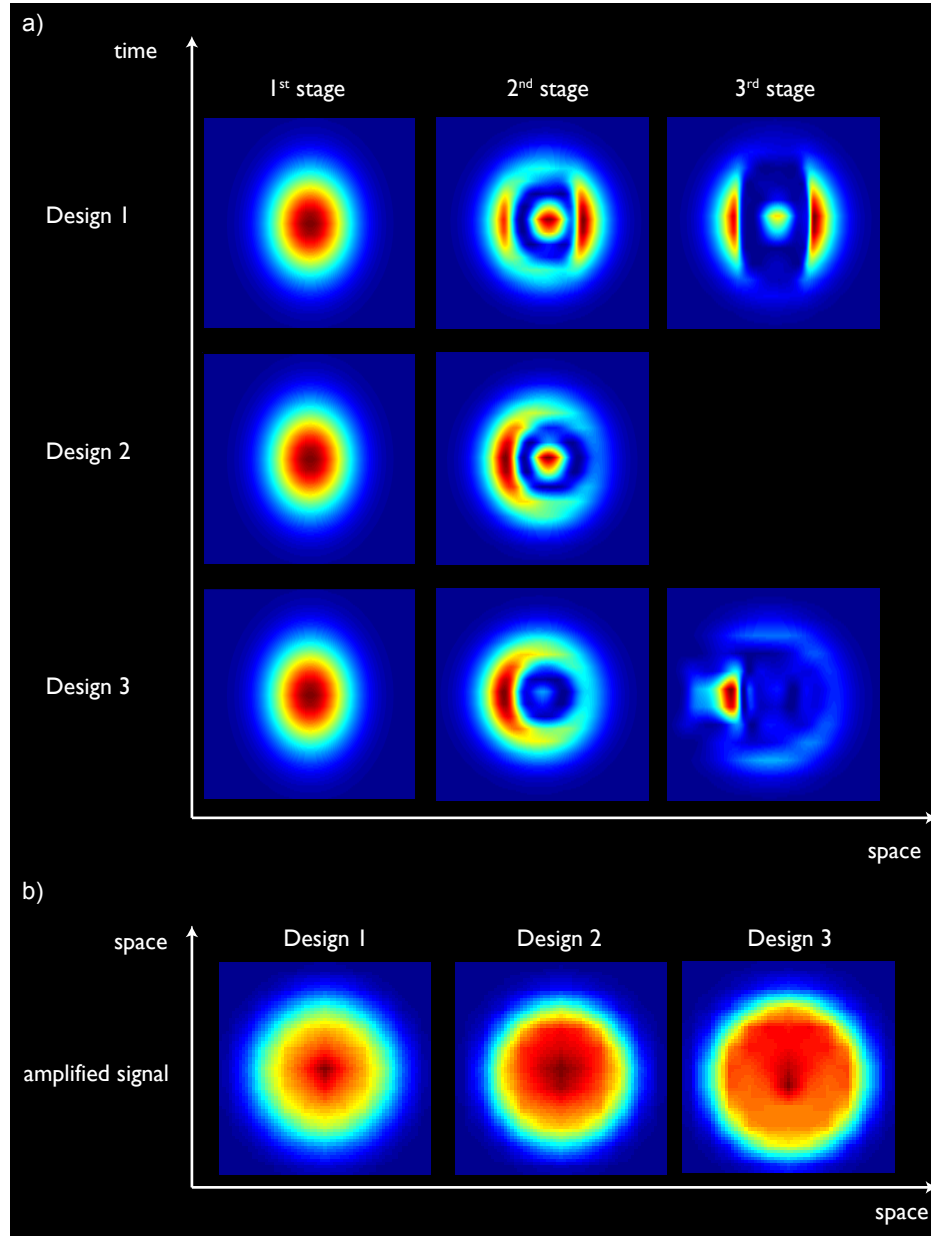 a)
time
1st stage
2nd stage
3rd stage
Design 1
Design 2
Design 3
space
b)
space
Design 1
Design 2
Design 3
amplified signal
space